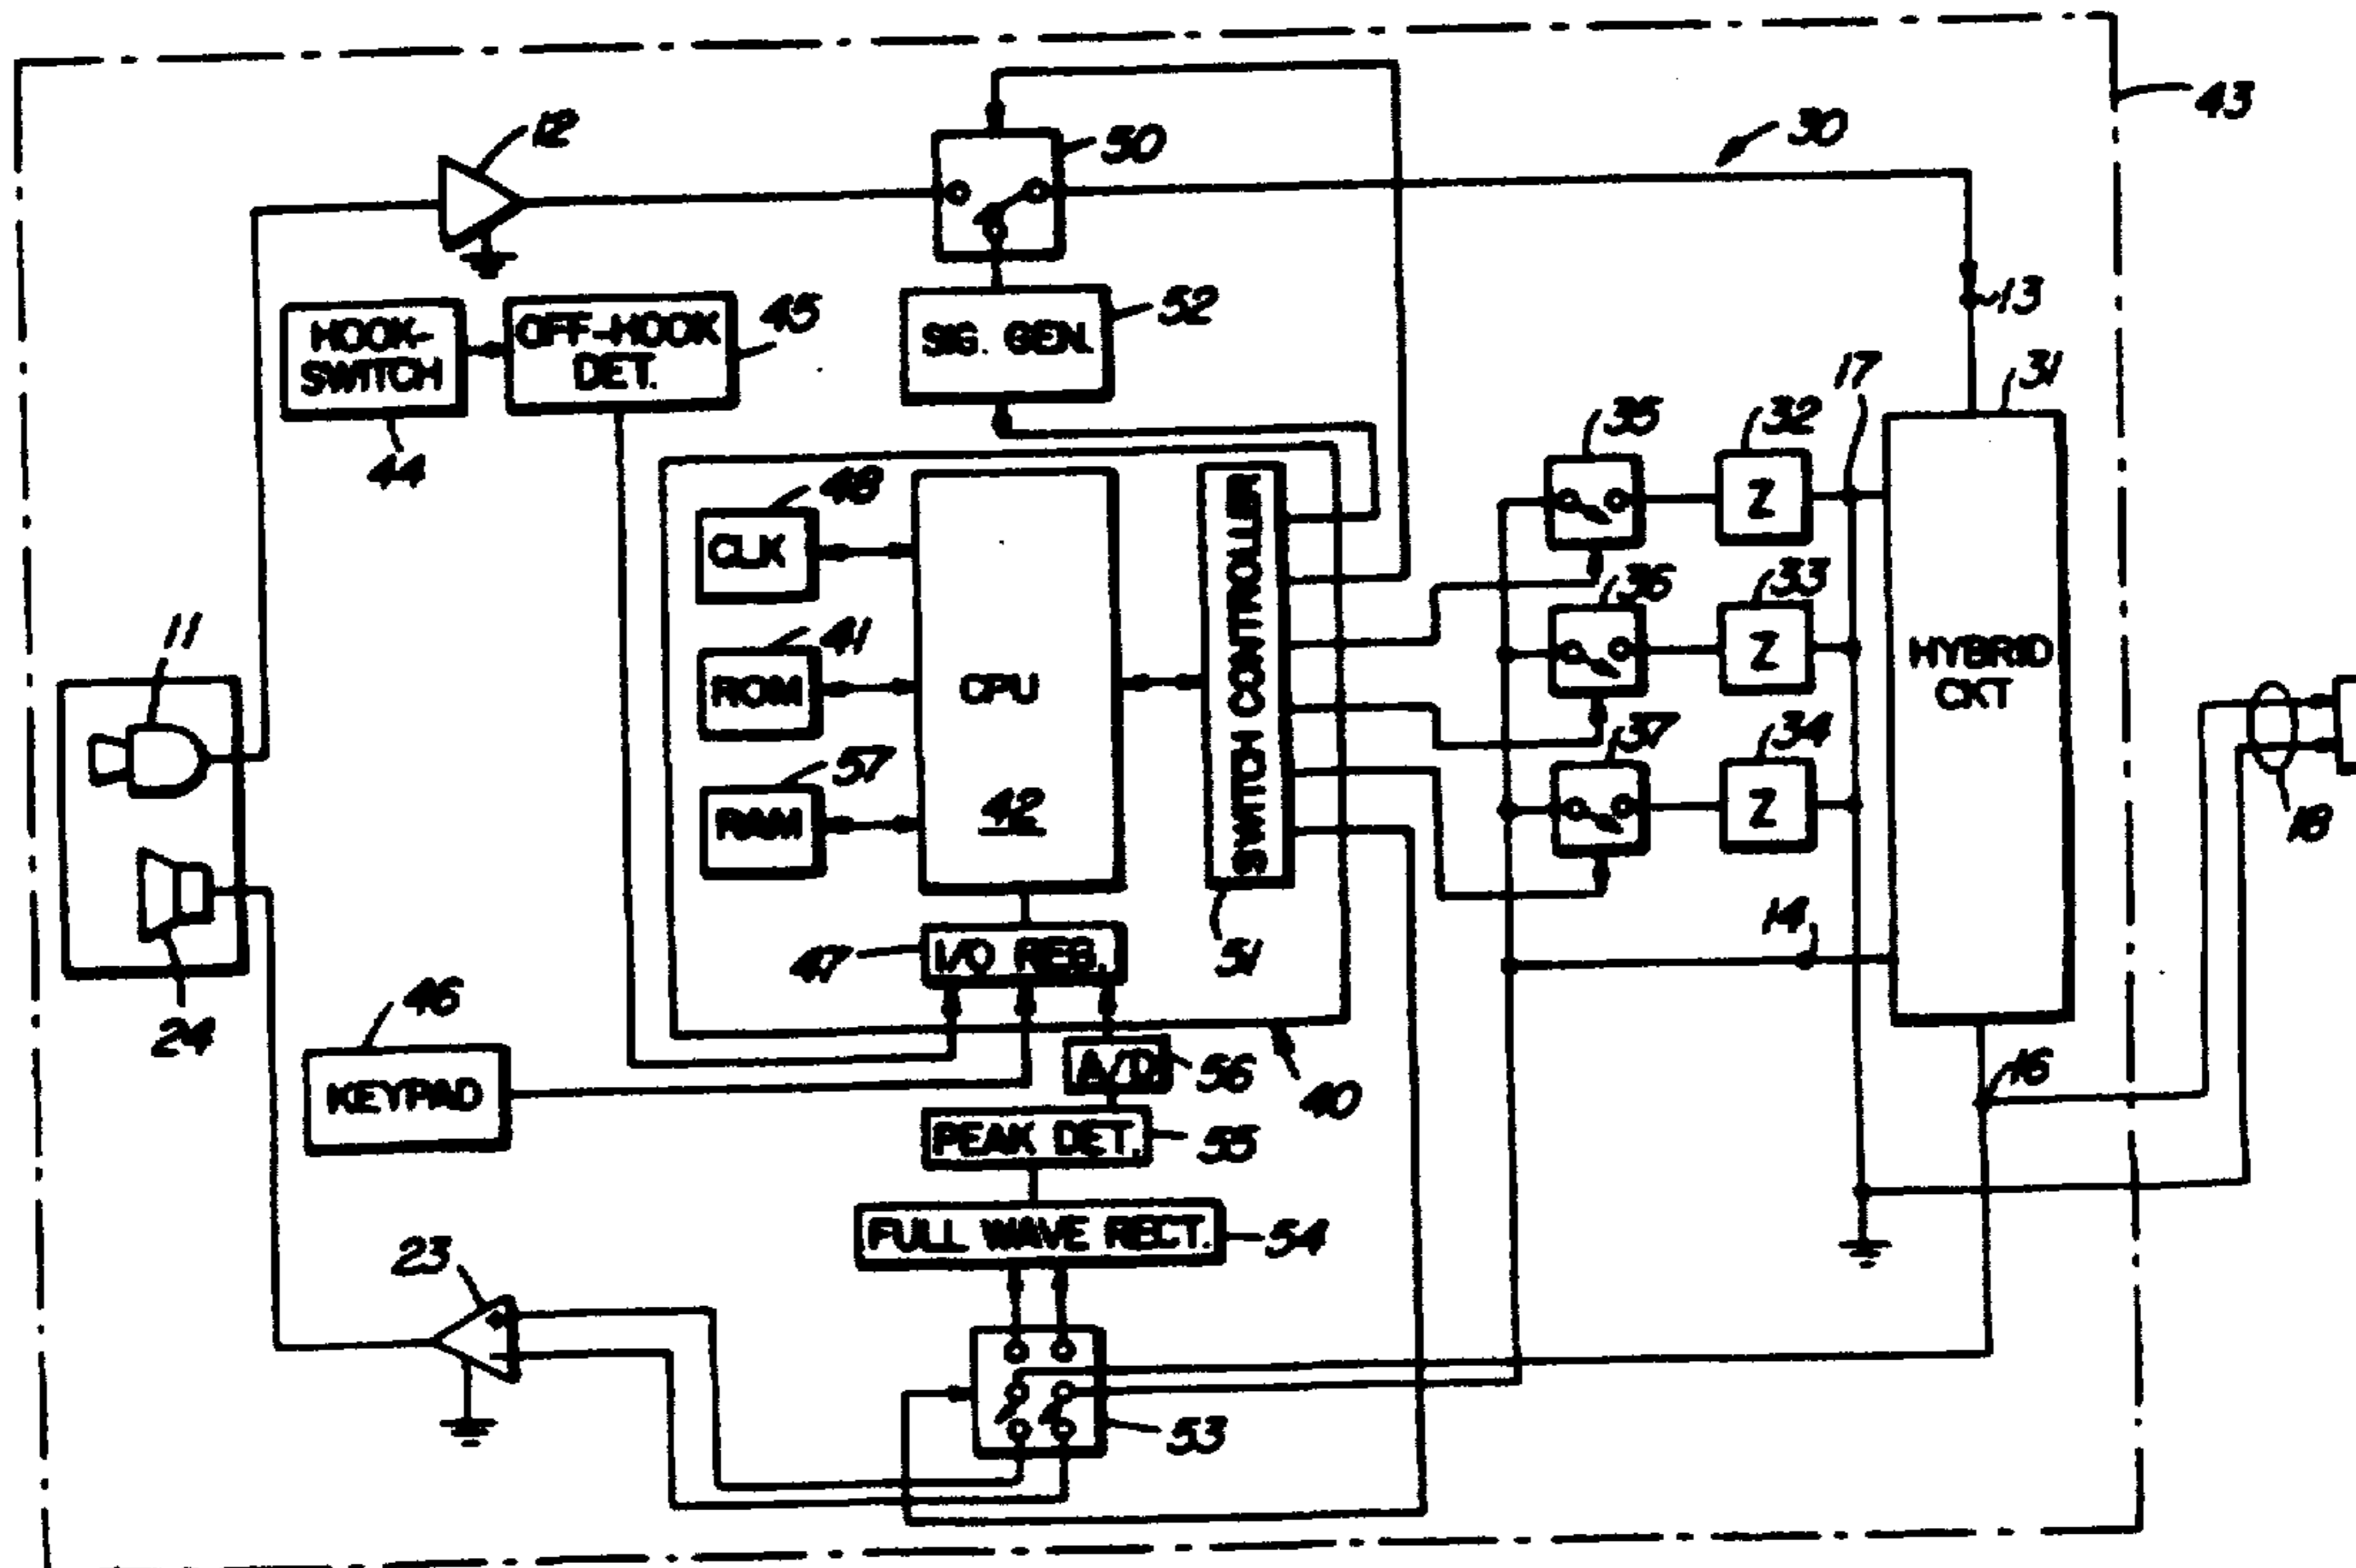 43
12
50
30
13
HOOK-
SWITCH
44
OFF-HOOK
DET.
45
SIG. GEN.
52
17
31
35
32
Z
48
CLK
CPU
42
SWITCH CONTROLLER
51
36
33
Z
HYBRID
CKT
11
41
ROM
37
34
Z
57
RAM
18
14
47
I/O REG.
24
46
KEYPAD
A/D
56
40
16
PEAK DET.
55
FULL WAVE RECT.
54
23
53